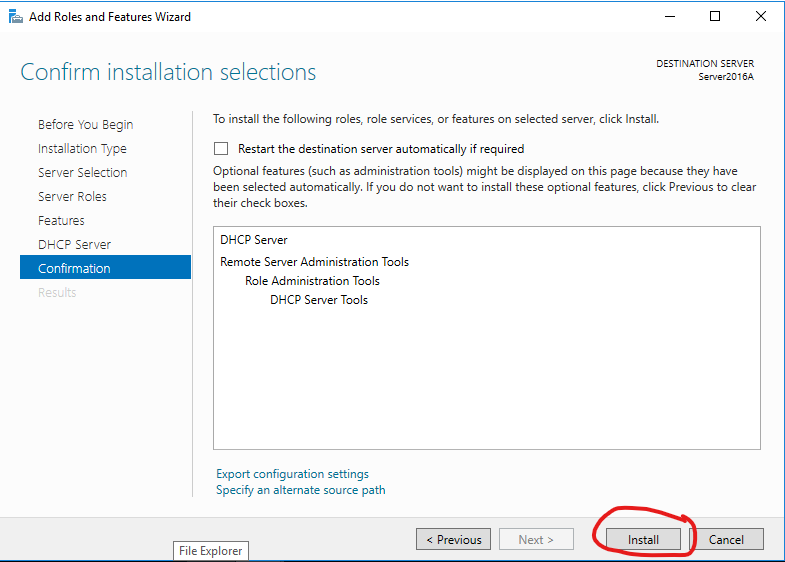 Add Roles and Features Wizard
Confirm installation selections
DESTINATION SERVER
Server2016A
Before You Begin
Installation Type
Server Selection
Server Roles
Features
DHCP Server
Confirmation
Results
To install the following roles, role services, or features on selected server, click Install.
Restart the destination server automatically if required
Optional features (such as administration tools) might be displayed on this page because they have
been selected automatically. If you do not want to install these optional features, click Previous to clear
their check boxes.
DHCP Server
Remote Server Administration Tools
Role Administration Tools
DHCP Server Tools
Export configuration settings
Specify an alternate source path
< Previous
Next >
Install
Cancel
File Explorer